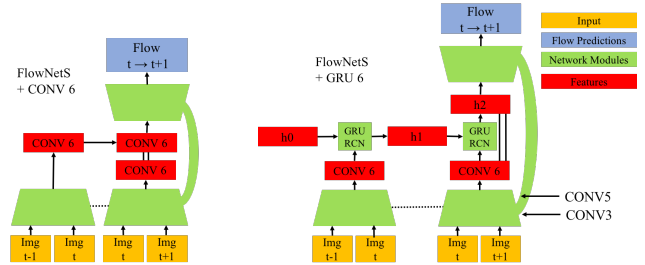 Flow
t → t+1
FlowNetS
+ CONV 6
CONV 6
CONV 6
CONV 6
Img
t-1
Img
t
Img
t
Img
t+1
Flow
t → t+1
FlowNetS
+ GRU 6
h2
h0
GRU
RCN
h1
GRU
RCN
CONV 6
CONV 6
CONV5
CONV3
Img
t-1
Img
t
Img
t
Img
t+1
Input
Flow Predictions
Network Modules
Features